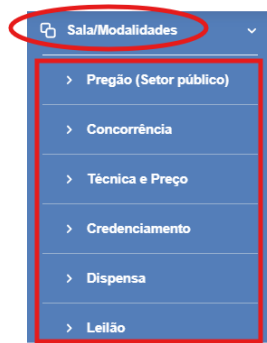 Sala/Modalidades
Pregão (Setor público)
Concorrência
Técnica e Preço
Credenciamento
Dispensa
Leilão